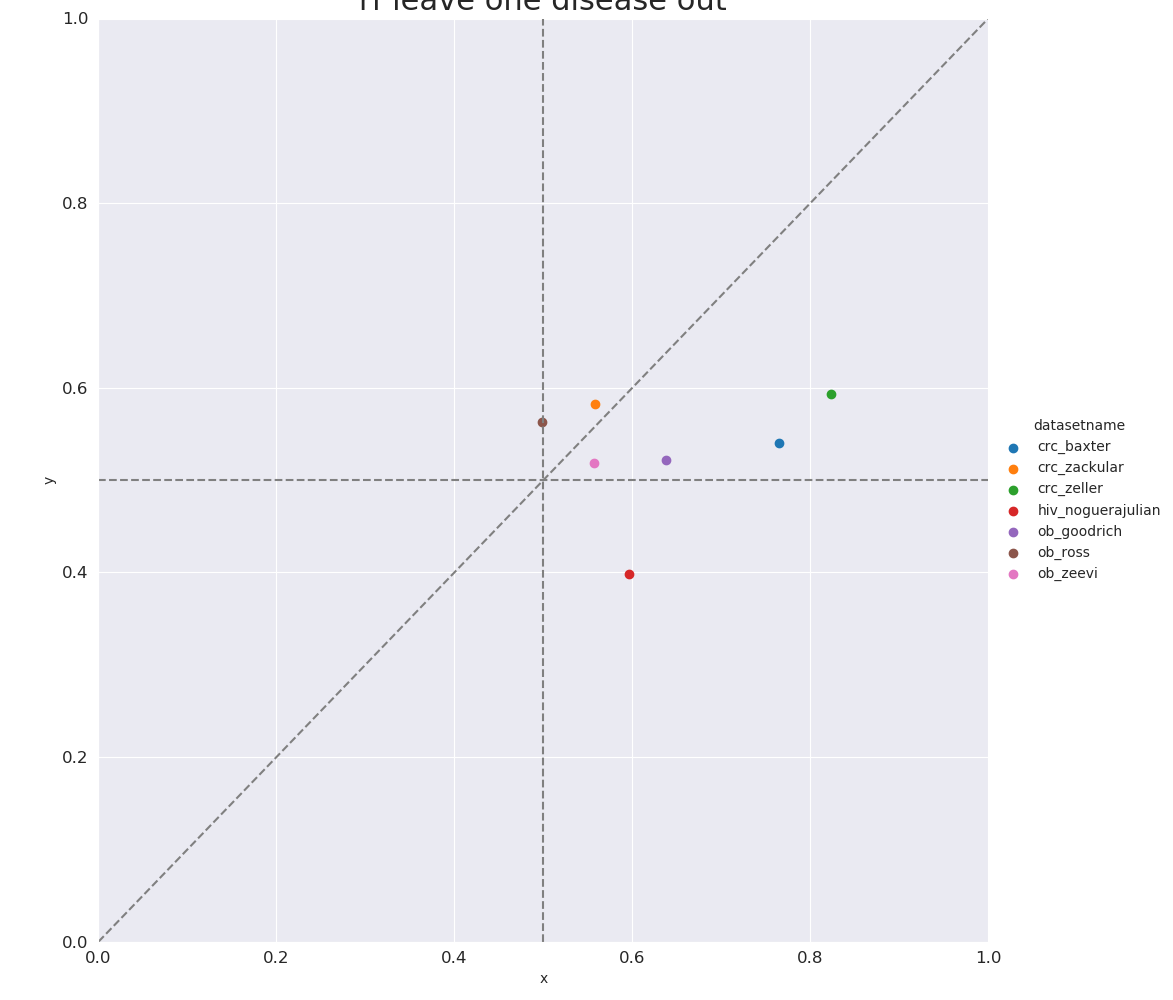 leave one disease out
1.0
0.8
0.6
0.4
0.2
0.0
y
0.0 0.2 0.4 0.6 0.8 1.0
x
datasetname
crc_baxter
crc_zackular
crc_zeller
hiv_noguerajulian
ob_goodrich
ob_ross
ob_zeevi